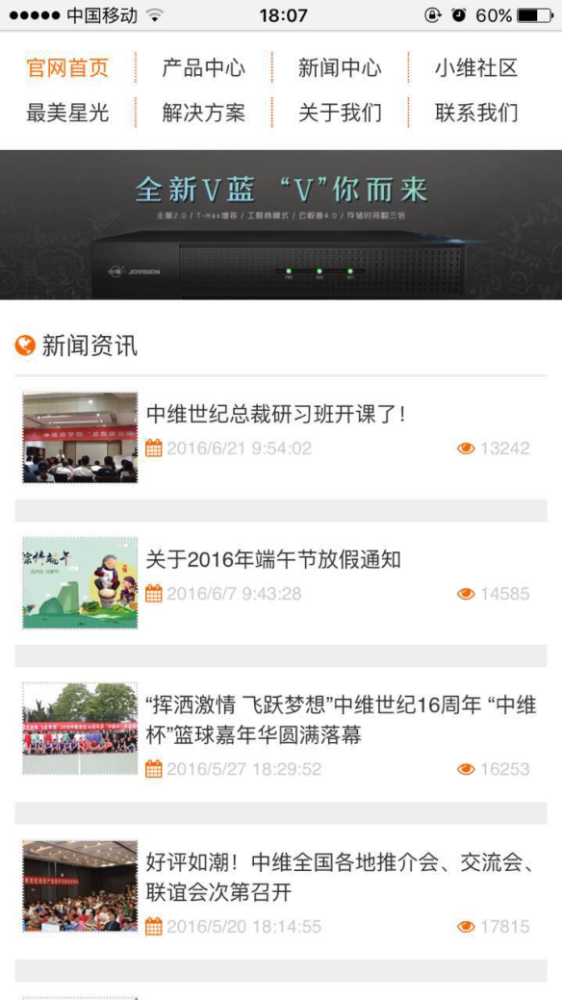 中国移动
18:07
60%
官网首页 产品中心 新闻中心 小维社区
最美星光 解决方案 关于我们 联系我们
全新V蓝 “V”你而来
主板2.0 / T-max增容 / 工程商模式 / 云视通4.0 / 存储时间翻三倍
JOVISION
新闻资讯
中维世纪总裁研习班开课了！
2016/6/21 9:54:02 13242
关于2016年端午节放假通知
2016/6/7 9:43:28 14585
“挥洒激情 飞跃梦想”中维世纪16周年 “中维
杯”篮球嘉年华圆满落幕
2016/5/27 18:29:52 16253
好评如潮！中维全国各地推介会、交流会、
联谊会次第召开
2016/5/20 18:14:55 17815